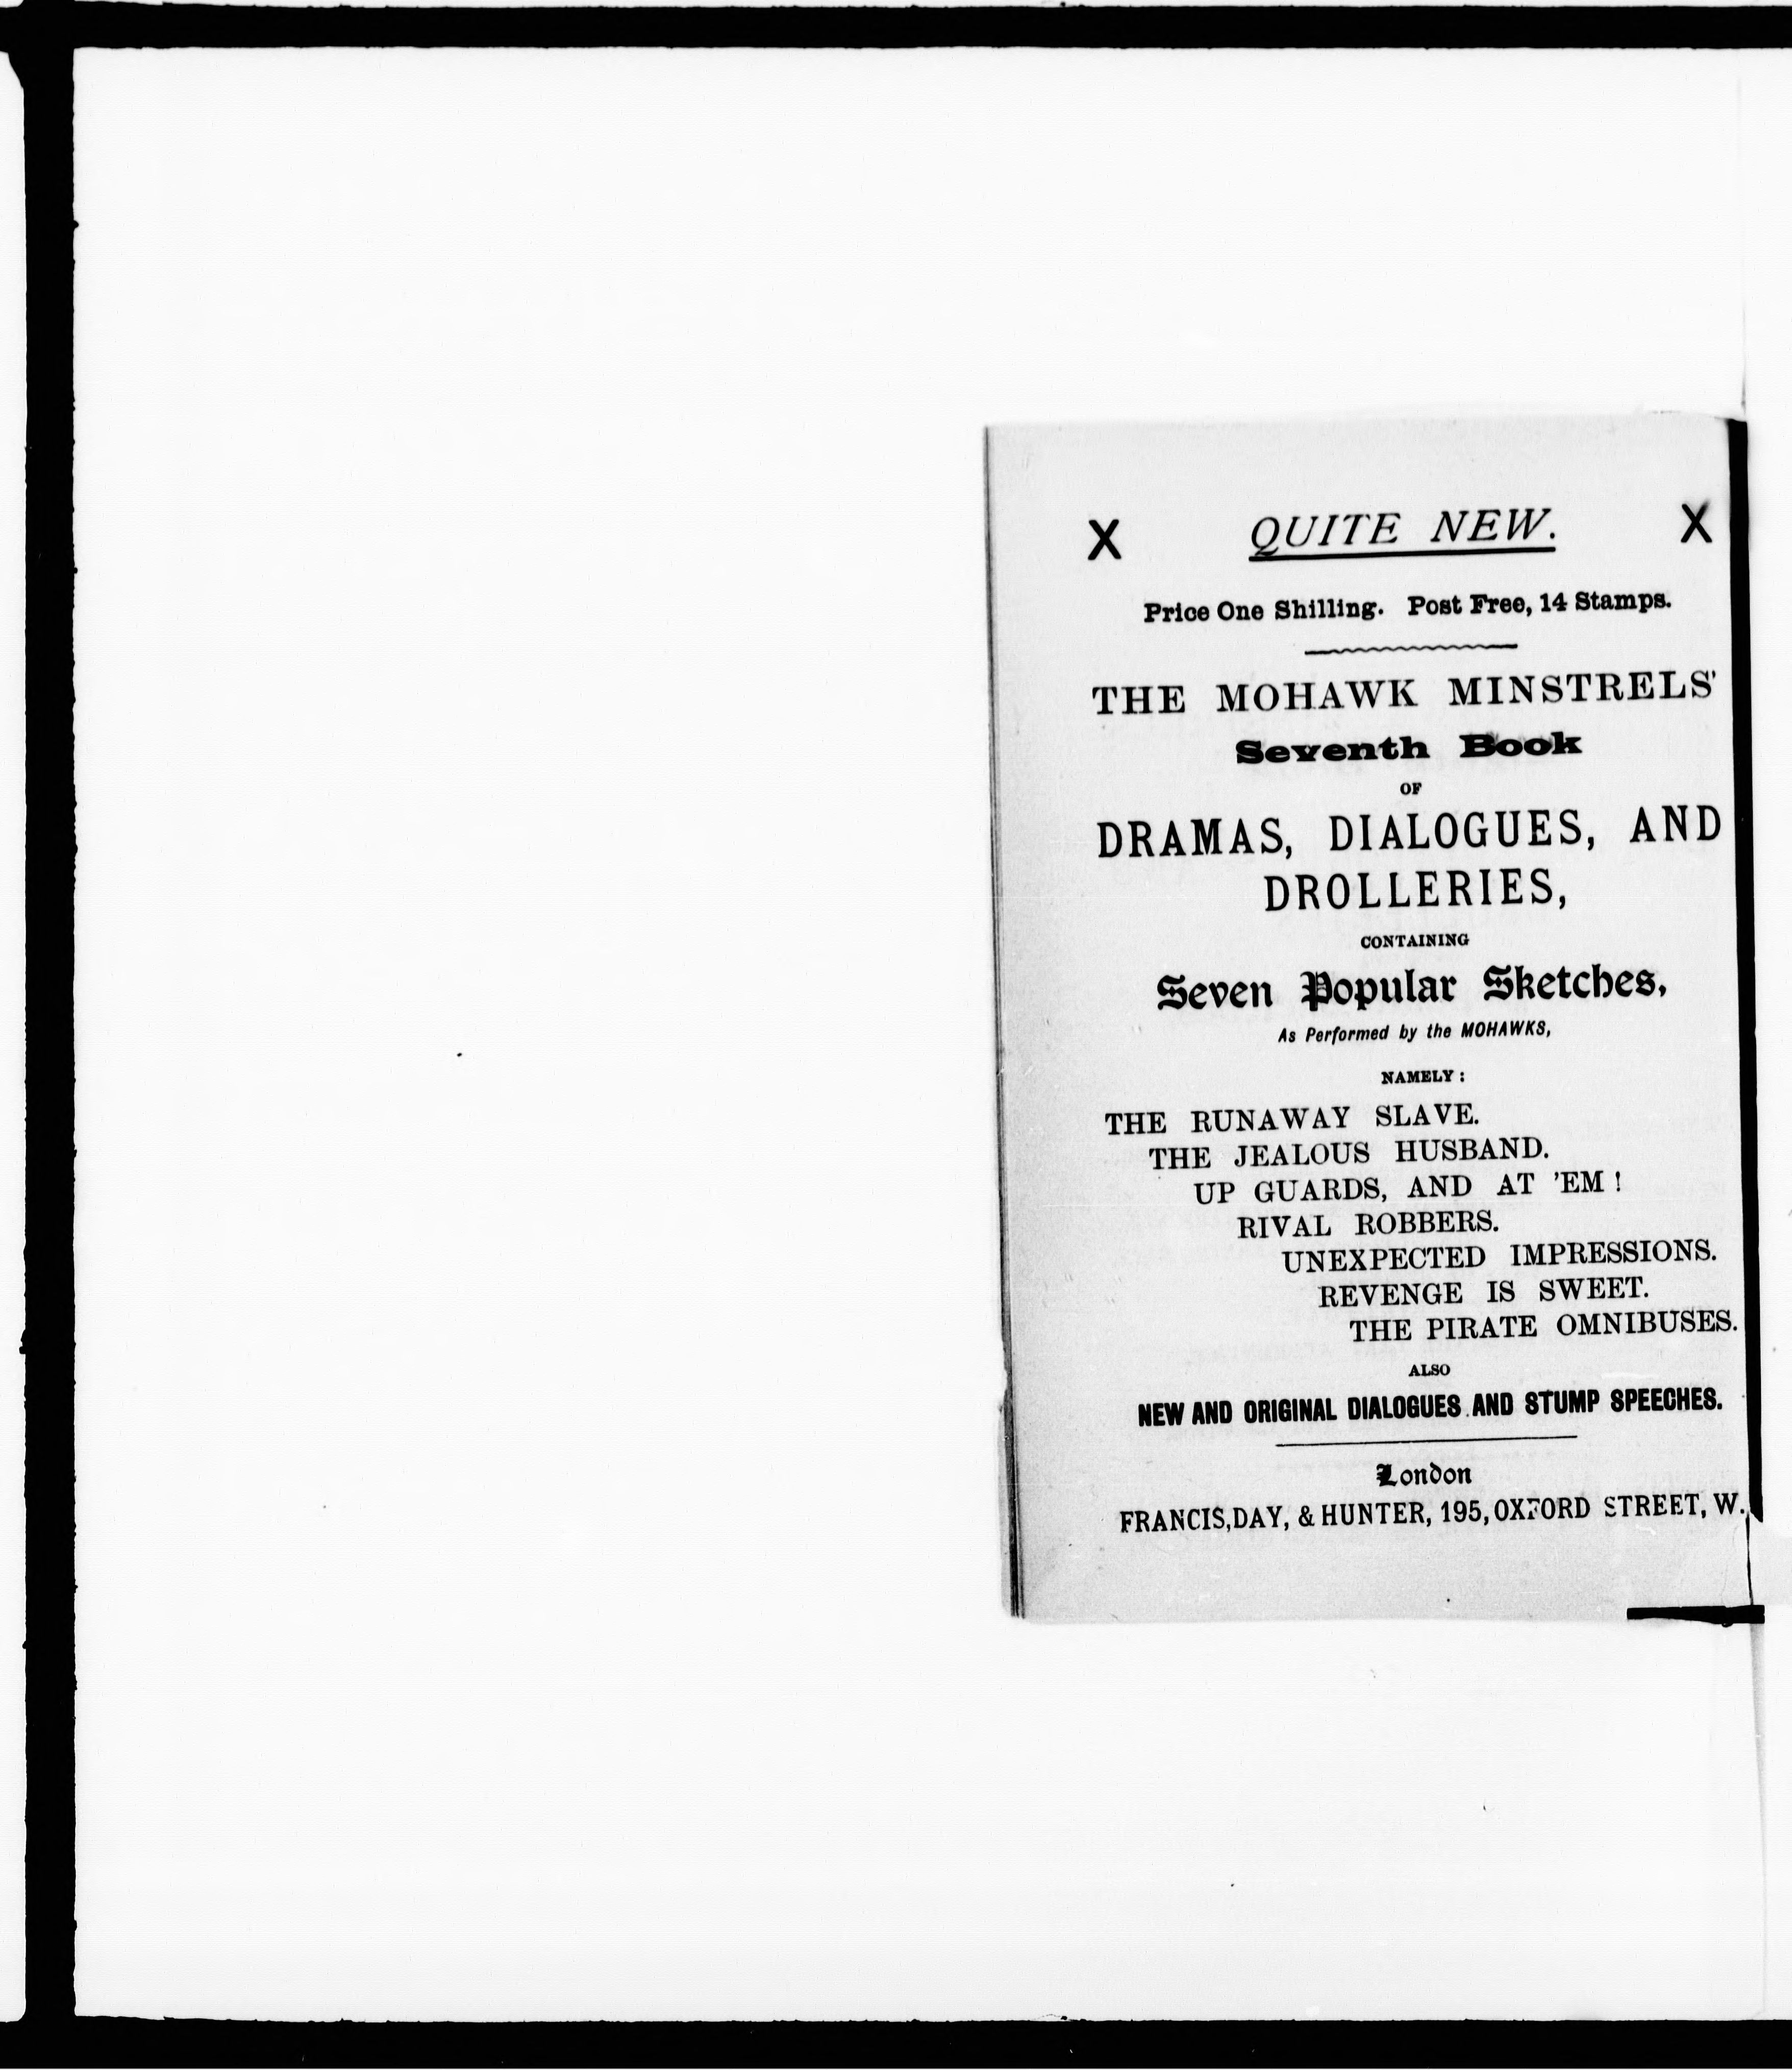 X QUITE NEW. X
Price One Shilling. Post Free, 14 Stamps.
THE MOHAWK MINSTRELS'
Seventh Book
OF
DRAMAS, DIALOGUES, AND
DROLLERIES,
CONTAINING
Seven Popular Sketches,
As Performed by the MOHAWKS,
NAMELY:
THE RUNAWAY SLAVE.
THE JEALOUS HUSBAND.
UP GUARDS, AND AT 'EM!
RIVAL ROBBERS.
UNEXPECTED IMPRESSIONS.
REVENGE IS SWEET.
THE PIRATE OMNIBUSES.
ALSO
NEW AND ORIGINAL DIALOGUES AND STUMP SPEECHES.
London
FRANCIS, DAY, & HUNTER, 195, OXFORD STREET, W.